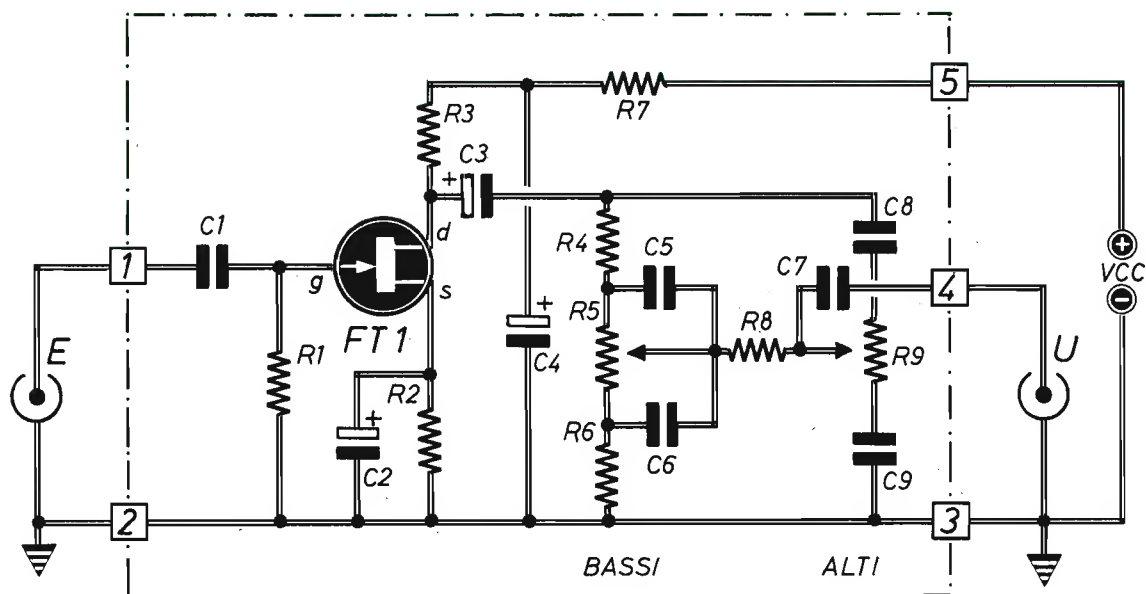 5
R3
R7
C3
+
C8
C1
R4
d
1
C5
C7
+
g
s
4
VCC
R5
+
−
FT1
R8
E
R1
C4
R9
U
R2
+
R6
C2
C6
C9
2
3
BASSI
ALTI